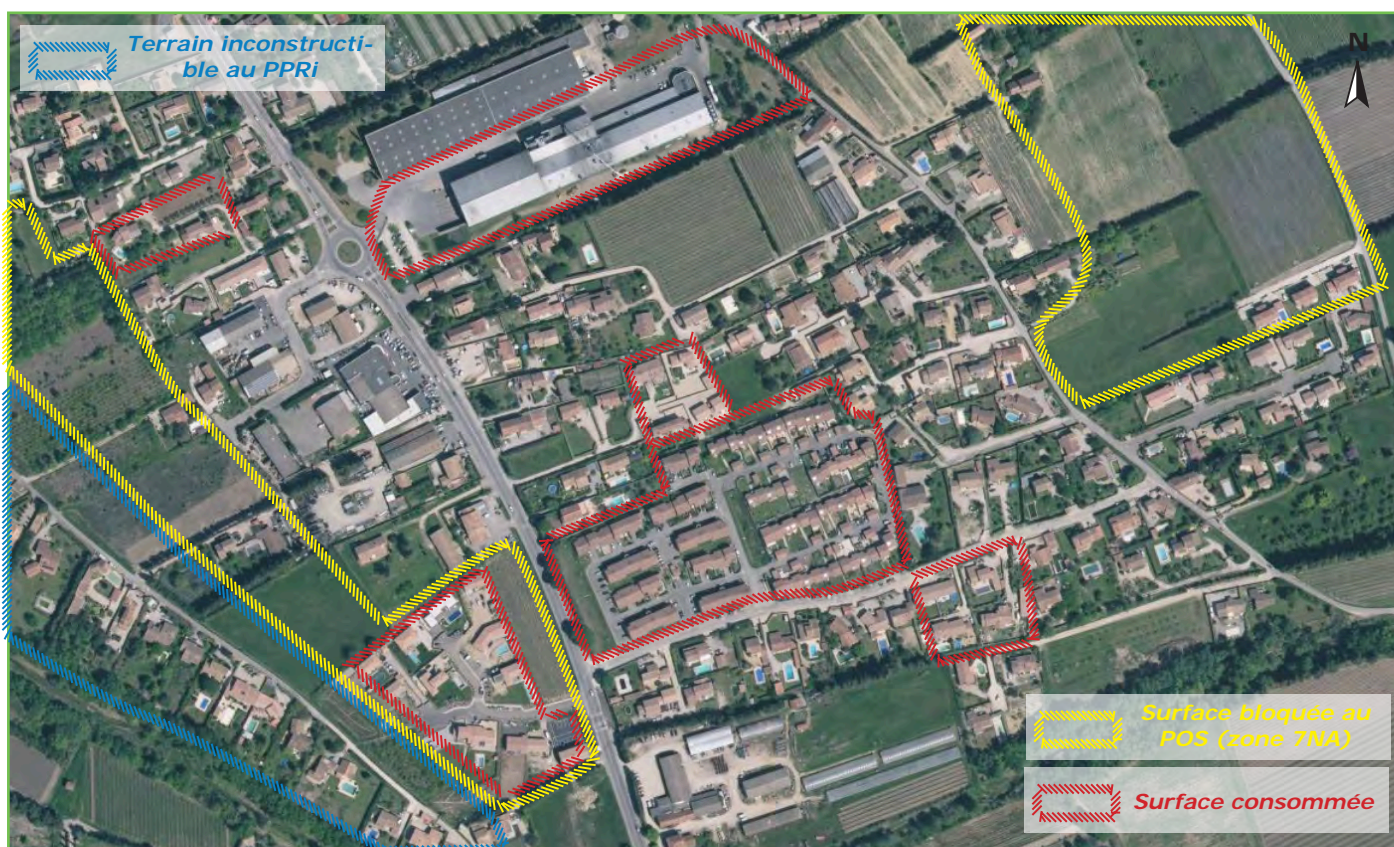 Terrain inconstructi-
ble au PPRi
N
Surface bloquée au
POS (zone 7NA)
Surface consommée